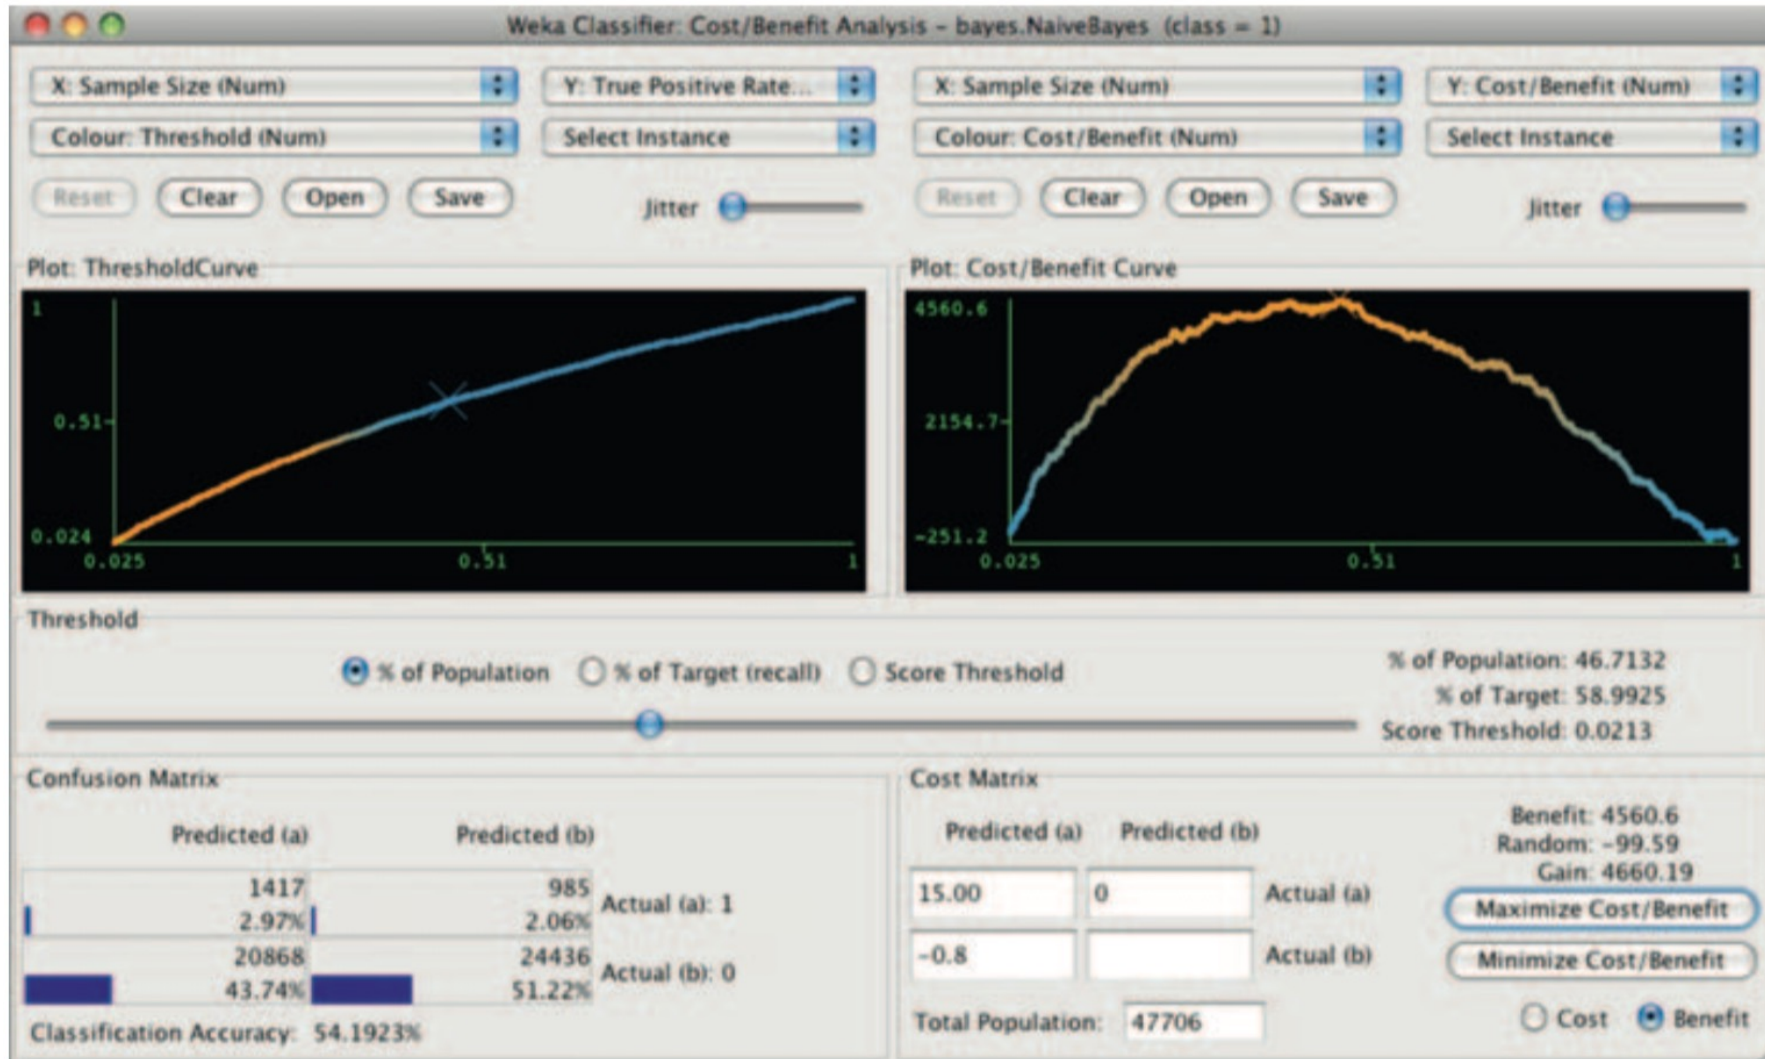 Weka Classifier: Cost/Benefit Analysis – bayes.NaiveBayes (class = 1)
X: Sample Size (Num)
Y: True Positive Rate...
Colour: Threshold (Num)
Select Instance
Reset Clear Open Save Jitter
X: Sample Size (Num)
Y: Cost/Benefit (Num)
Colour: Cost/Benefit (Num)
Select Instance
Reset Clear Open Save Jitter
Plot: ThresholdCurve
1
0.51
0.024
0.025 0.51 1
Plot: Cost/Benefit Curve
4560.6
2154.7
-251.2
0.025 0.51 1
Threshold
% of Population % of Target (recall) Score Threshold
% of Population: 46.7132
% of Target: 58.9925
Score Threshold: 0.0213
Confusion Matrix
Predicted (a) Predicted (b)
1417 985
Actual (a): 1
2.97% 2.06%
20868 24436
Actual (b): 0
43.74% 51.22%
Classification Accuracy: 54.1923%
Cost Matrix
Predicted (a) Predicted (b)
15.00 0 Actual (a)
-0.8 Actual (b)
Total Population: 47706
Benefit: 4560.6
Random: -99.59
Gain: 4660.19
Maximize Cost/Benefit
Minimize Cost/Benefit
Cost Benefit